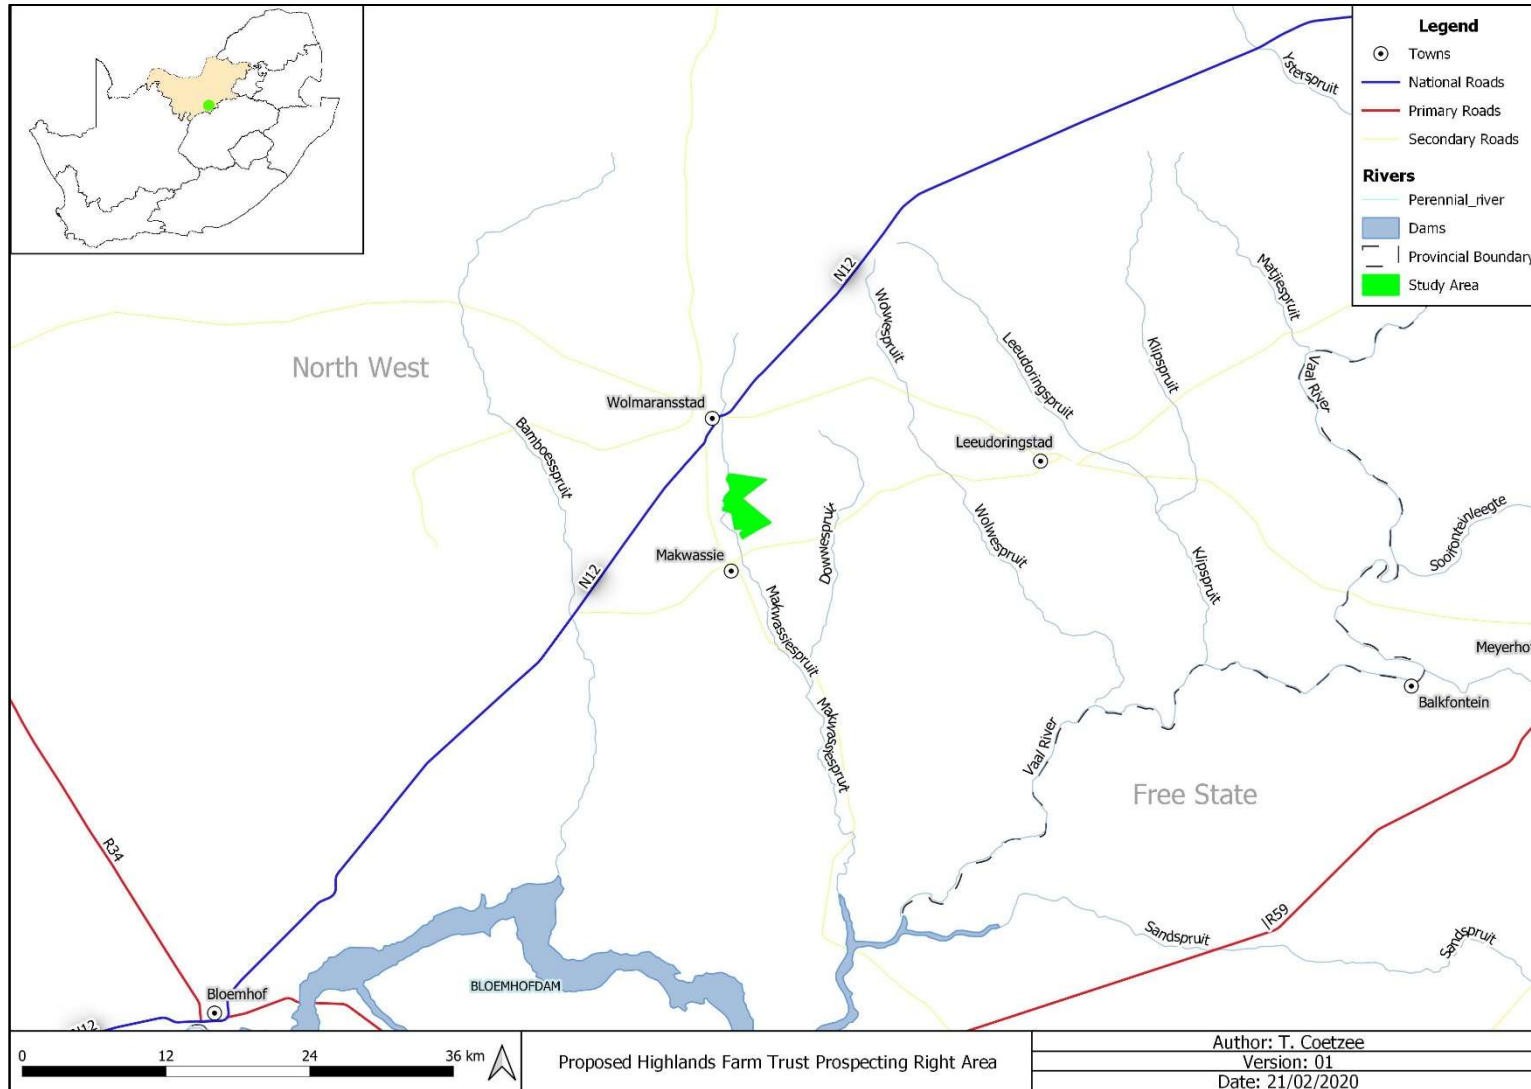 Legend
Towns
National Roads
Primary Roads
Secondary Roads
Rivers
Perennial_river
Dams
Provincial Boundary
Study Area
Ysterspruit
N12
Matjiespruit
Wolwespruit
Leeudoringspruit
Klipspruit
Vaal River
North West
Wolmaransstad
Bamboesspruit
Leeudoringstad
Dowwespruit
Wolwespruit
Sooifonteinleegte
Makwassie
N12
Klipspruit
Makwassiespruit
Meyerhof
Balkfontein
Makwassiespruit
Vaal River
Free State
R34
R59
Sandspruit
Sandspruit
BLOEMHOFDAM
Bloemhof
N12
0 12 24 36 km
Proposed Highlands Farm Trust Prospecting Right Area
Author: T. Coetzee
Version: 01
Date: 21/02/2020